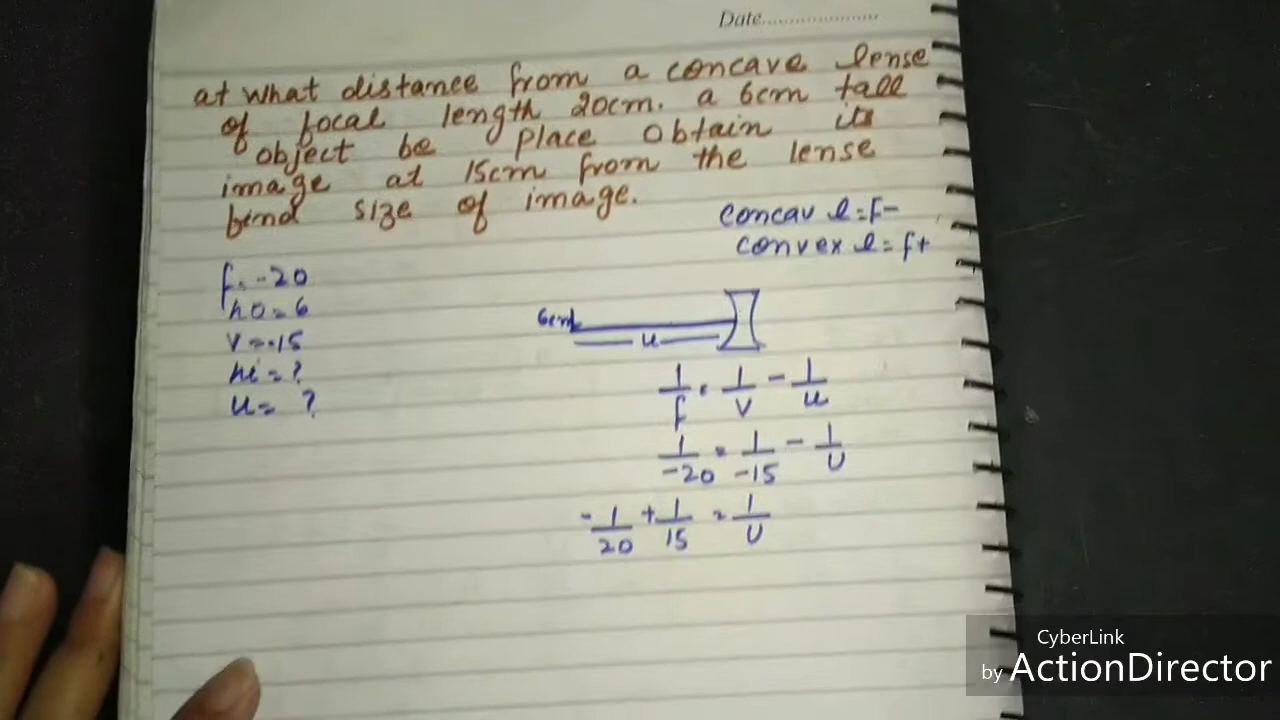 Date....................
at what distance from a concave lense
of focal length 20cm. a 6cm tall
object be place obtain its
image at 15cm from the lense
find size of image.
concav l = f-
convex l = f+
f = -20
ho = 6
v = -15
hi = ?
u = ?
6cm
u
1/f = 1/v - 1/u
1/-20 = 1/-15 - 1/U
-1/20 + 1/15 = 1/U
CyberLink
by ActionDirector